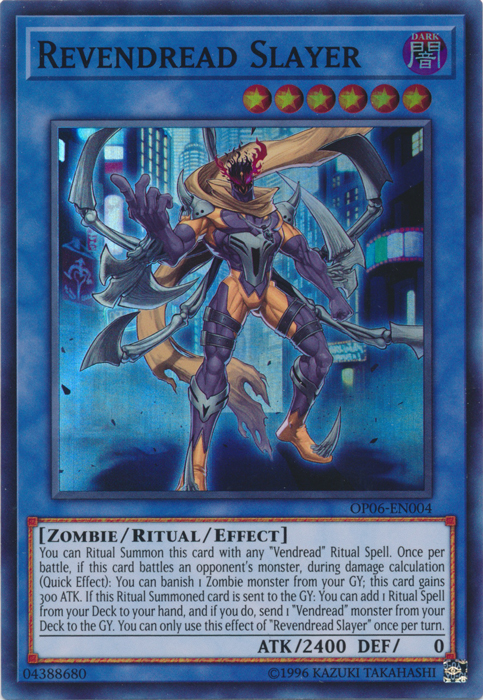 REVENDREAD SLAYER
DARK
闇
OP06-EN004
[ZOMBIE/RITUAL/EFFECT]
You can Ritual Summon this card with any "Vendread" Ritual Spell. Once per
battle, if this card battles an opponent's monster, during damage calculation
(Quick Effect): You can banish 1 Zombie monster from your GY; this card gains
300 ATK. If this Ritual Summoned card is sent to the GY: You can add 1 Ritual Spell
from your Deck to your hand, and if you do, send 1 "Vendread" monster from your
Deck to the GY. You can only use this effect of "Revendread Slayer" once per turn.
ATK/2400 DEF/ 0
04388680
©1996 KAZUKI TAKAHASHI